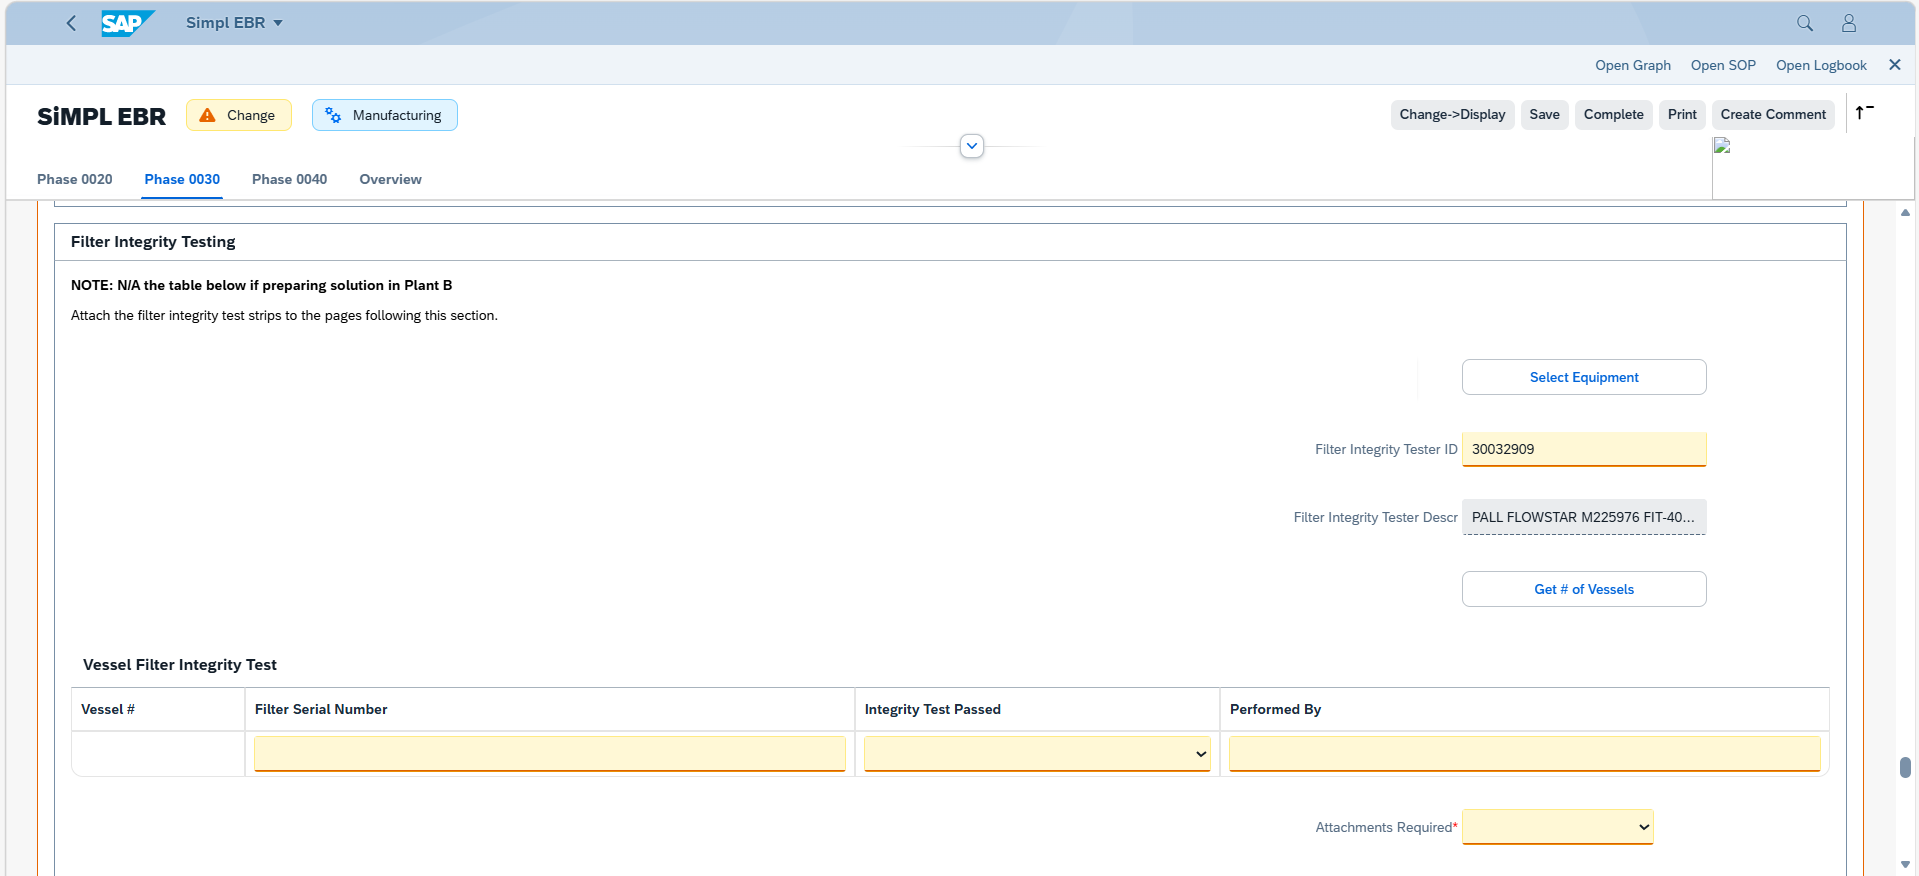 SAP
Simpl EBR
Open Graph Open SOP Open Logbook
SiMPL EBR
Change
Manufacturing
Change->Display Save Complete Print Create Comment
Phase 0020 Phase 0030 Phase 0040 Overview
Filter Integrity Testing
NOTE: N/A the table below if preparing solution in Plant B
Attach the filter integrity test strips to the pages following this section.
Select Equipment
Filter Integrity Tester ID 30032909
Filter Integrity Tester Descr PALL FLOWSTAR M225976 FIT-40...
Get # of Vessels
Vessel Filter Integrity Test
Vessel # Filter Serial Number Integrity Test Passed Performed By
Attachments Required*